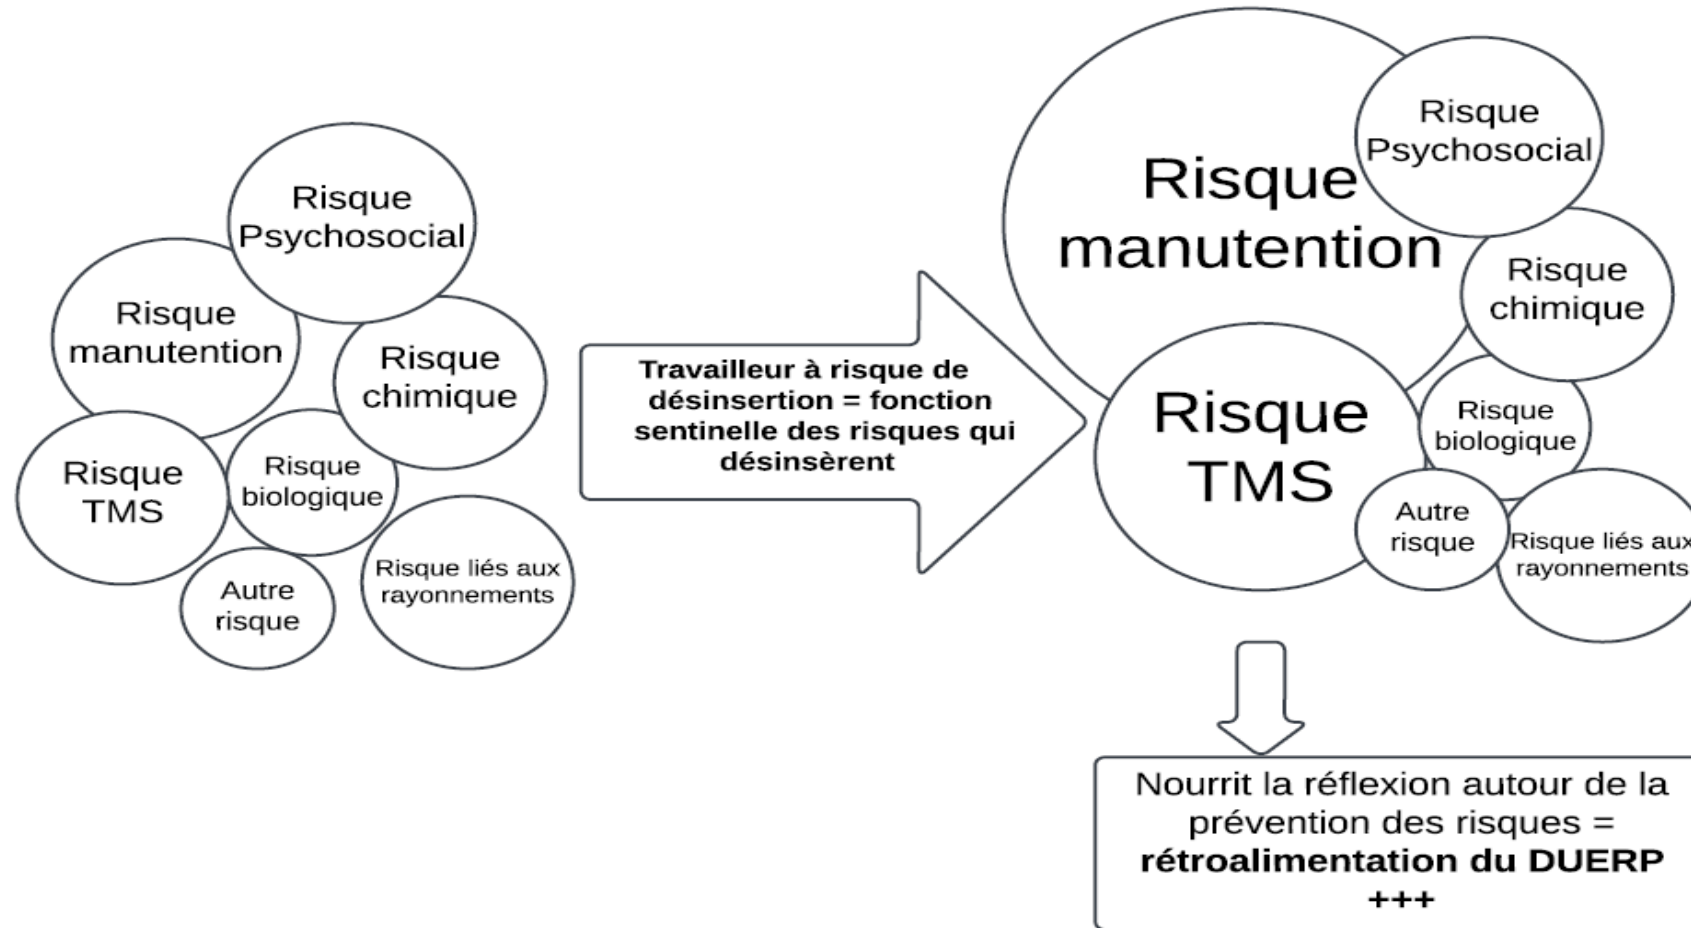 Risque
Psychosocial
Risque
manutention
Risque
chimique
Risque
TMS
Risque
biologique
Autre
risque
Risque liés aux
rayonnements
Travailleur à risque de
désinsertion = fonction
sentinelle des risques qui
désinsèrent
Risque
manutention
Risque
Psychosocial
Risque
chimique
Risque
TMS
Risque
biologique
Autre
risque
Risque liés aux
rayonnements
Nourrit la réflexion autour de la
prévention des risques =
rétroalimentation du DUERP
+++